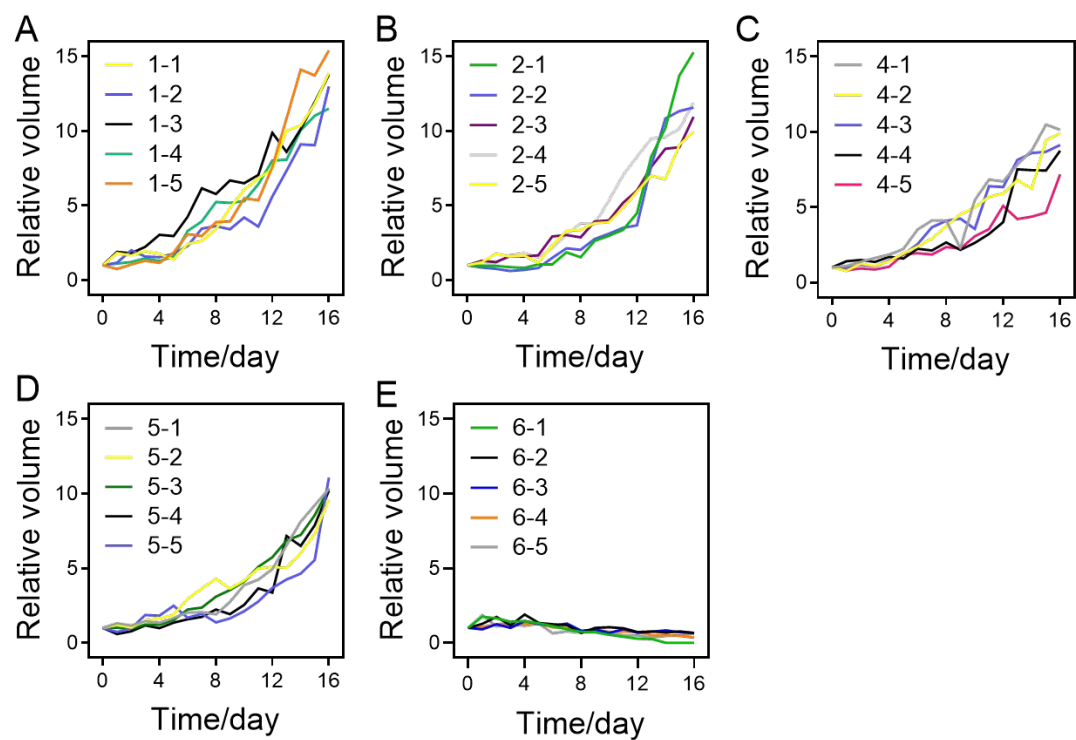 A
Relative volume
15
10
5
0
1-1
1-2
1-3
1-4
1-5
0 4 8 12 16
Time/day
B
Relative volume
15
10
5
0
2-1
2-2
2-3
2-4
2-5
0 4 8 12 16
Time/day
C
Relative volume
15
10
5
0
4-1
4-2
4-3
4-4
4-5
0 4 8 12 16
Time/day
D
Relative volume
15
10
5
0
5-1
5-2
5-3
5-4
5-5
0 4 8 12 16
Time/day
E
Relative volume
15
10
5
0
6-1
6-2
6-3
6-4
6-5
0 4 8 12 16
Time/day